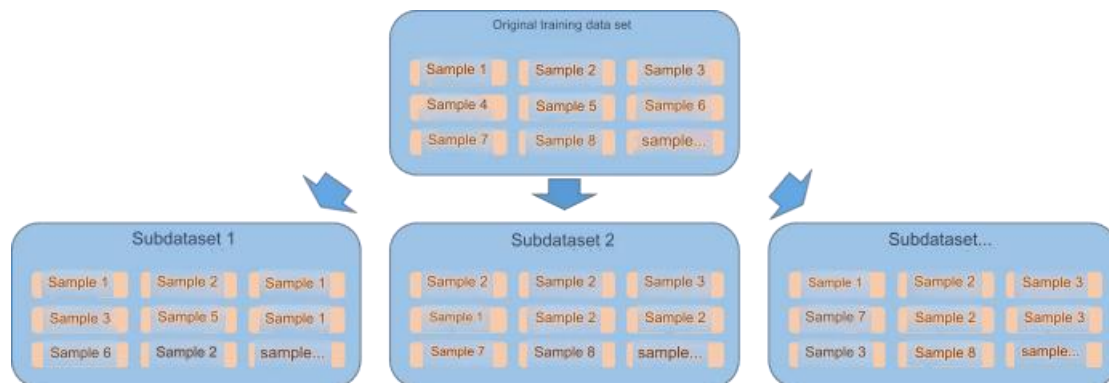 Original training data set
Sample 1 Sample 2 Sample 3
Sample 4 Sample 5 Sample 6
Sample 7 Sample 8 sample...
Subdataset 1
Sample 1 Sample 2 Sample 1
Sample 3 Sample 5 Sample 1
Sample 6 Sample 2 sample...
Subdataset 2
Sample 2 Sample 2 Sample 3
Sample 1 Sample 2 Sample 2
Sample 7 Sample 8 sample...
Subdataset...
Sample 1 Sample 2 Sample 3
Sample 7 Sample 2 Sample 3
Sample 3 Sample 8 sample...